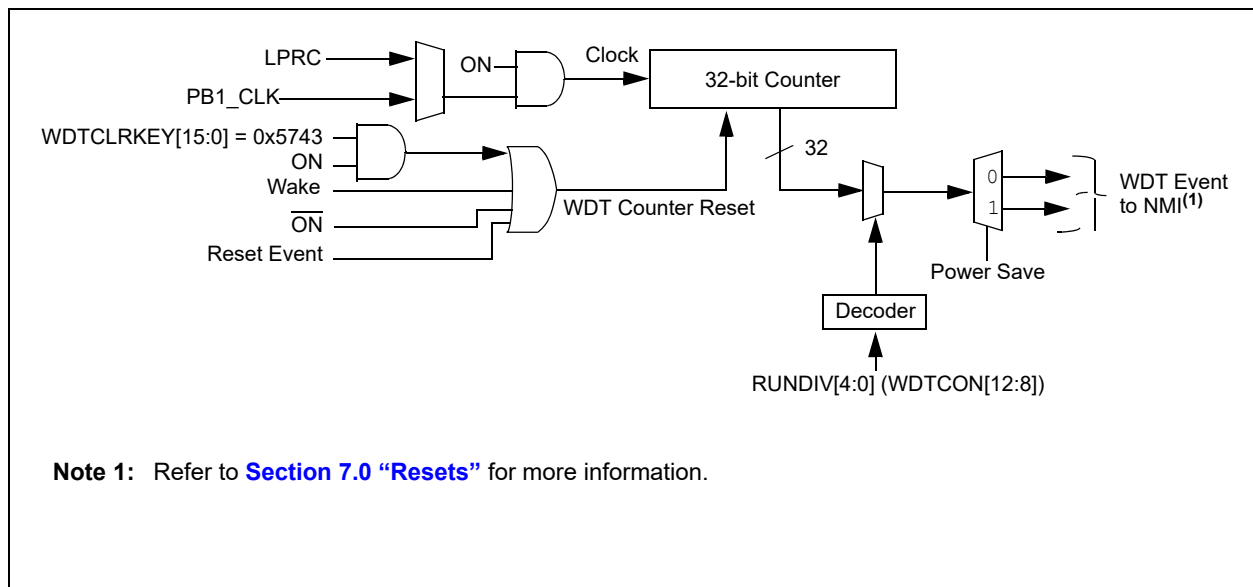 LPRC
PB1_CLK
ON
Clock
32-bit Counter
WDTCLRKEY[15:0] = 0x5743
ON
Wake
ON
Reset Event
WDT Counter Reset
32
0
1
WDT Event
to NMI(1)
Power Save
Decoder
RUNDIV[4:0] (WDTCON[12:8])
Note 1: Refer to Section 7.0 “Resets” for more information.